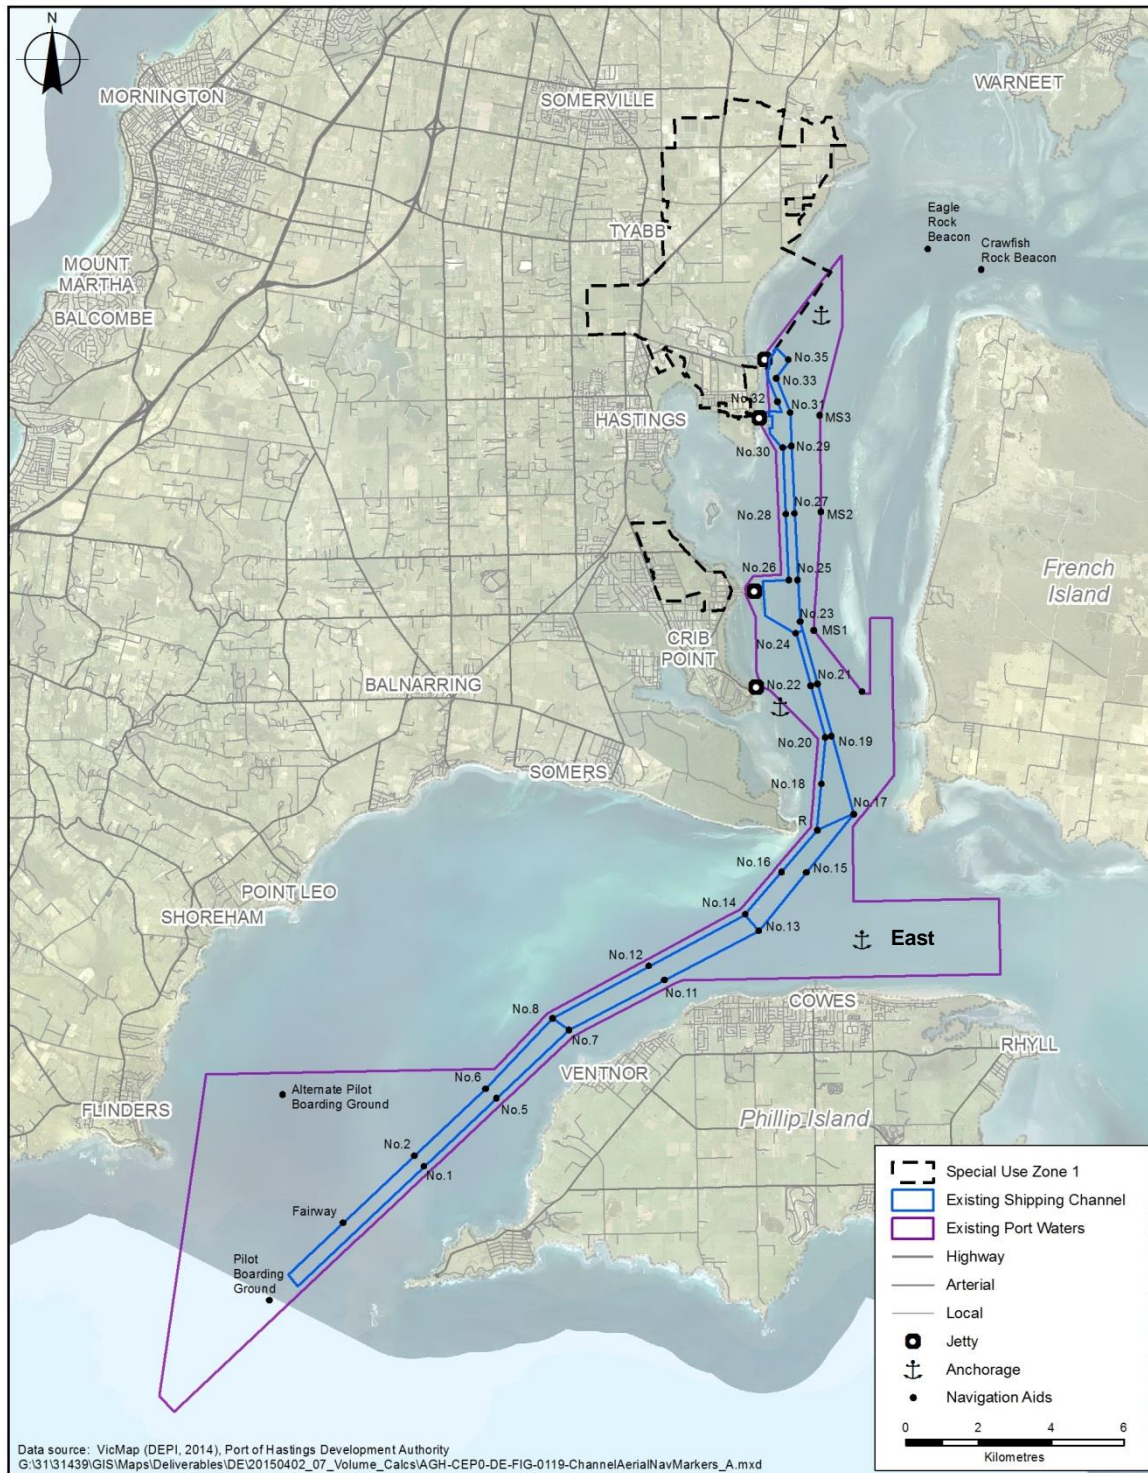 N
MORNINGTON
SOMERVILLE
WARNEET
TYABB
Eagle
Rock
Beacon
Crawfish
Rock Beacon
MOUNT
MARTHA
BALCOMBE
No.35
No.33
No.32
No.31
MS3
HASTINGS
No.30
No.29
No.27
No.28
MS2
No.26
No.25
French
Island
No.23
MS1
No.24
CRIB
POINT
No.21
No.22
BALNARRING
No.20
No.19
SOMERS
No.18
No.17
R
No.16
No.15
POINT LEO
No.14
SHOREHAM
No.13
East
No.12
No.11
COWES
No.8
No.7
RHYLL
VENTNOR
No.6
Alternate Pilot
Boarding Ground
No.5
FLINDERS
Phillip Island
No.2
No.1
Fairway
Pilot
Boarding
Ground
Special Use Zone 1
Existing Shipping Channel
Existing Port Waters
Highway
Arterial
Local
Jetty
Anchorage
Navigation Aids
0 2 4 6
Kilometres
Data source: VicMap (DEPI, 2014), Port of Hastings Development Authority
G:\31\31439\GIS\Maps\Deliverables\DE\20150402_07_Volume_Calcs\AGH-CEP0-DE-FIG-0119-ChannelAerialNavMarkers_A.mxd